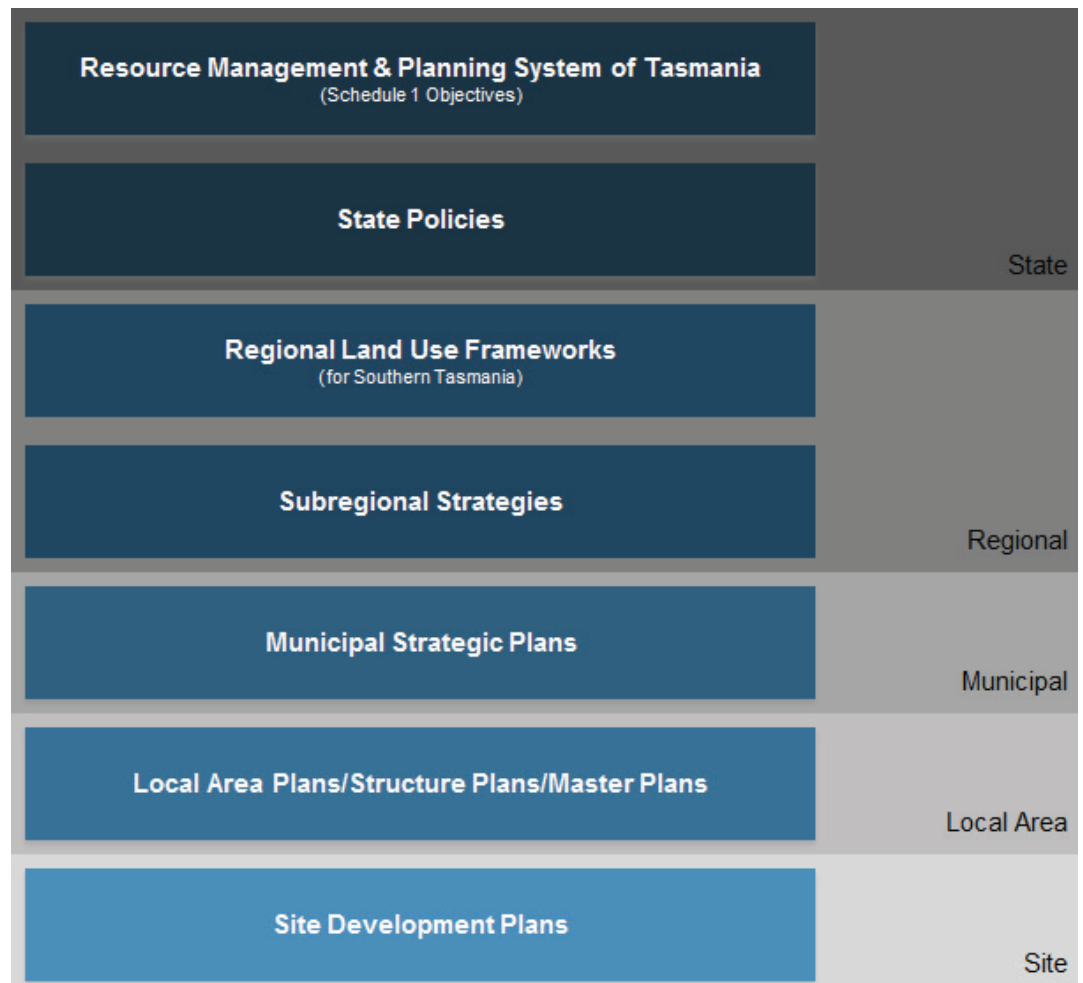 Resource Management & Planning System of Tasmania
(Schedule 1 Objectives)
State Policies
State
Regional Land Use Frameworks
(for Southern Tasmania)
Subregional Strategies
Regional
Municipal Strategic Plans
Municipal
Local Area Plans/Structure Plans/Master Plans
Local Area
Site Development Plans
Site